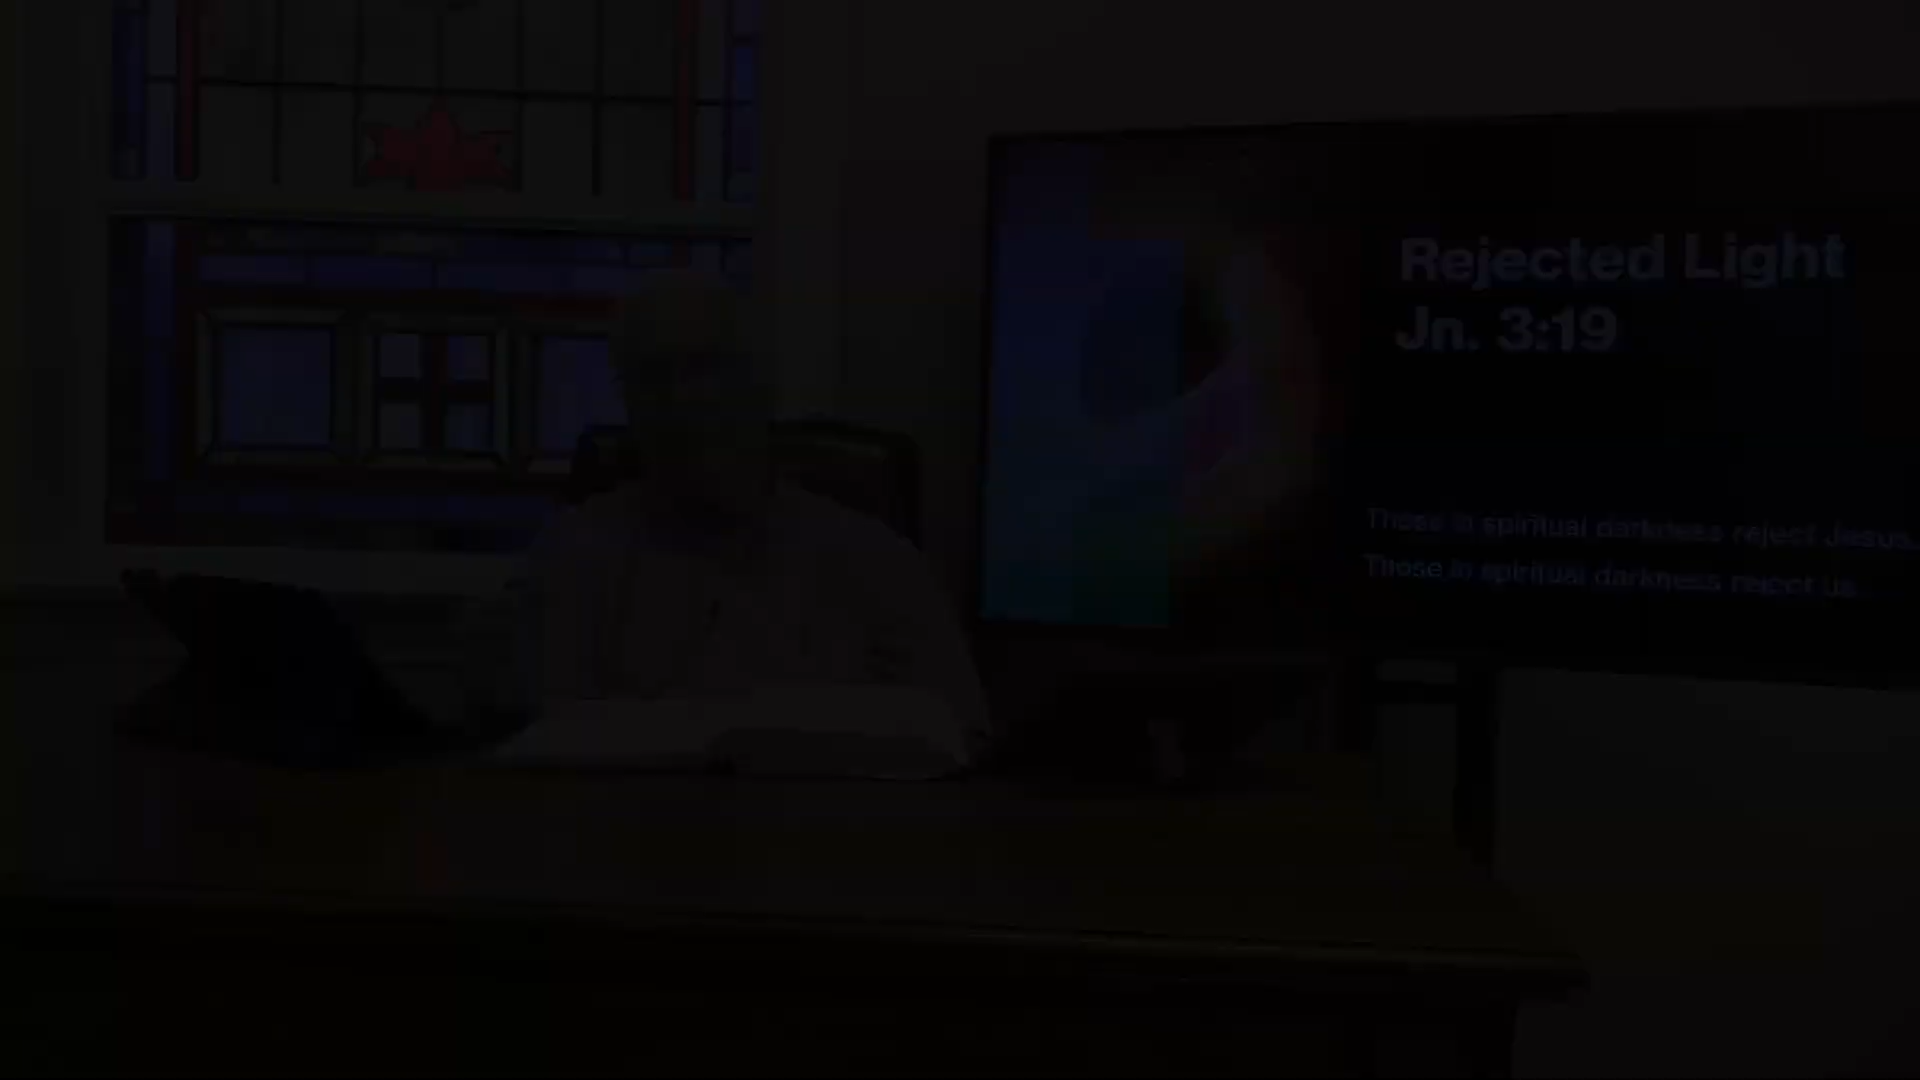 Rejected Light
Jn. 3:19
Those in spiritual darkness reject Jesus.
Those in spiritual darkness reject us.